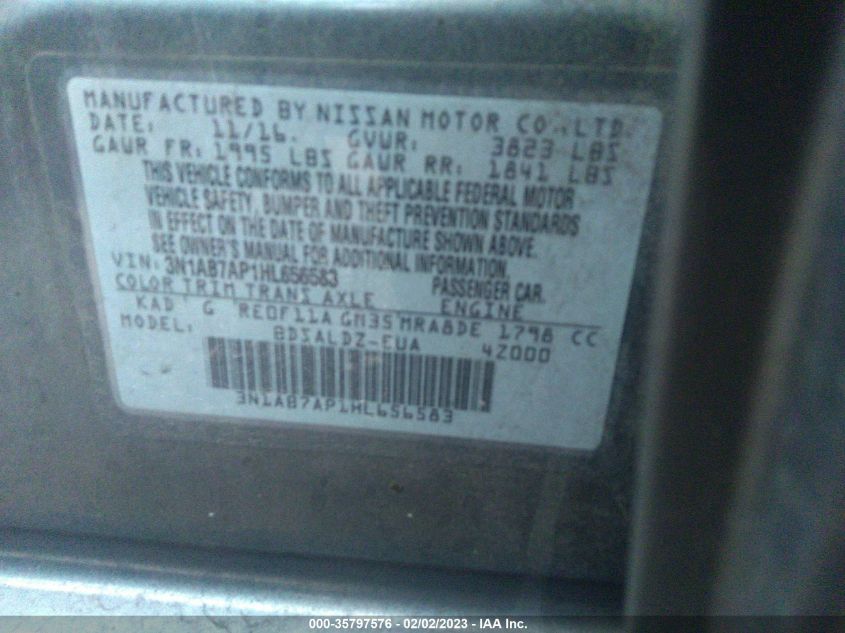 MANUFACTURED BY NISSAN MOTOR CO., LTD.
DATE: 11/16. GVWR: 3823 LBS
GAWR FR: 1995 LBS GAWR RR: 1841 LBS
THIS VEHICLE CONFORMS TO ALL APPLICABLE FEDERAL MOTOR
VEHICLE SAFETY, BUMPER AND THEFT PREVENTION STANDARDS
IN EFFECT ON THE DATE OF MANUFACTURE SHOWN ABOVE.
SEE OWNER'S MANUAL FOR ADDITIONAL INFORMATION.
VIN: 3N1AB7AP1HL656583 PASSENGER CAR.
COLOR TRIM TRANS AXLE ENGINE
KAD G RE0F11A GM35 MRA8DE 1798 CC
MODEL: BDSALDZ-EUA 4Z000
3N1AB7AP1HL656583
000-35797576 - 02/02/2023 - © IAA Inc.